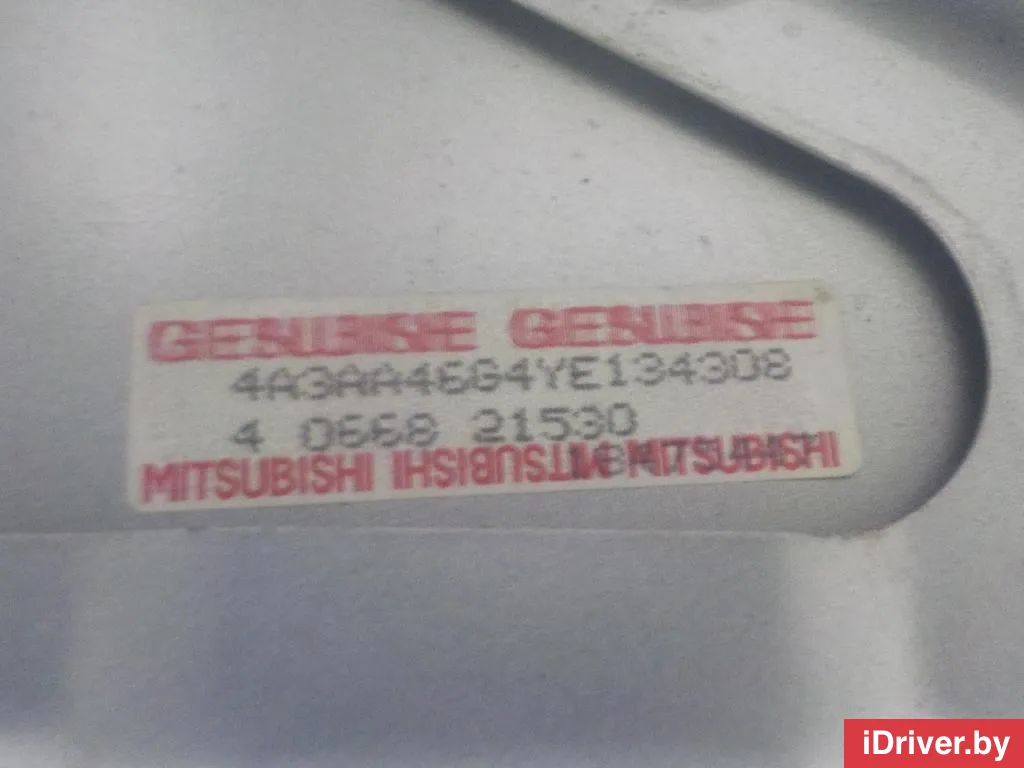 GENUINE GENUINE
4A3AA46G4YE134308
4 0668 21530
MITSUBISHI MITSUBISHI MITSUBISHI
iDriver.by